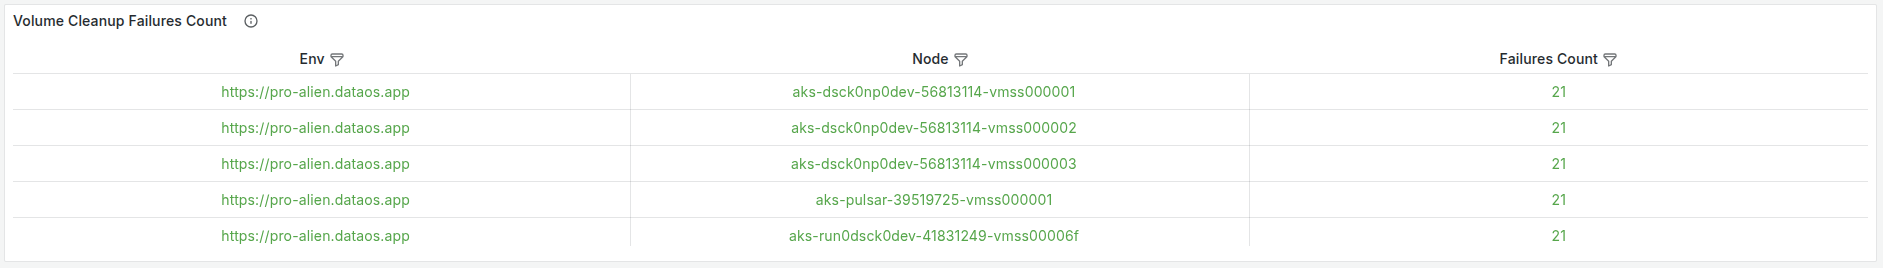 Volume Cleanup Failures Count
Env Node Failures Count
https://pro-alien.dataos.app aks-dsck0np0dev-56813114-vmss000001 21
https://pro-alien.dataos.app aks-dsck0np0dev-56813114-vmss000002 21
https://pro-alien.dataos.app aks-dsck0np0dev-56813114-vmss000003 21
https://pro-alien.dataos.app aks-pulsar-39519725-vmss000001 21
https://pro-alien.dataos.app aks-run0dsck0dev-41831249-vmss00006f 21